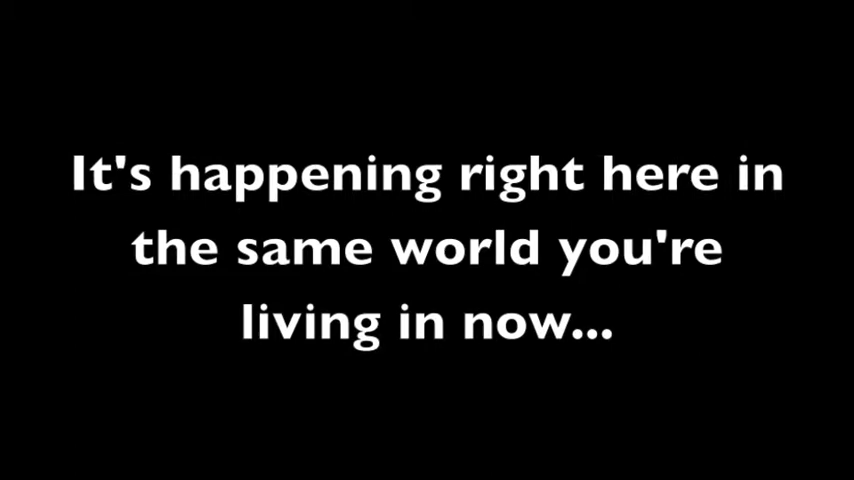 It's happening right here in
the same world you're
living in now...